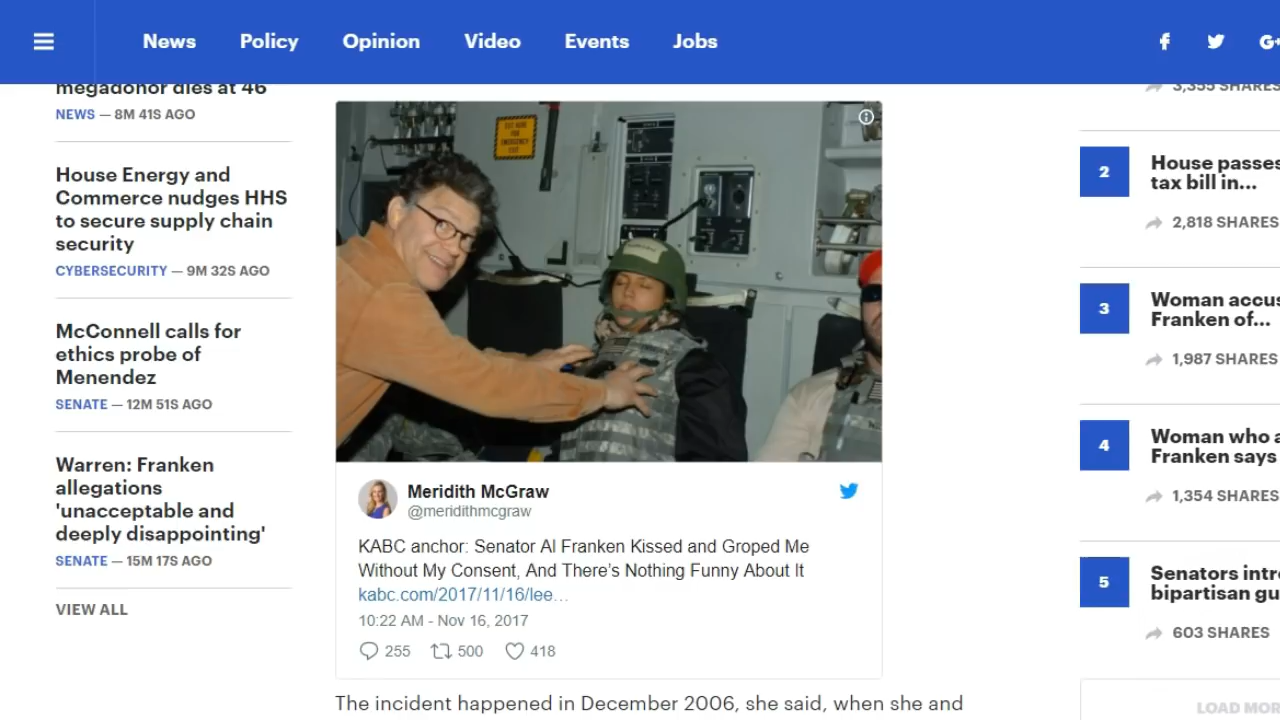 News Policy Opinion Video Events Jobs
megadonor dies at 46
NEWS — 8M 41S AGO
House Energy and
Commerce nudges HHS
to secure supply chain
security
CYBERSECURITY — 9M 32S AGO
McConnell calls for
ethics probe of
Menendez
SENATE — 12M 51S AGO
Warren: Franken
allegations
'unacceptable and
deeply disappointing'
SENATE — 15M 17S AGO
VIEW ALL
Meridith McGraw
@meridithmcgraw
KABC anchor: Senator Al Franken Kissed and Groped Me
Without My Consent, And There’s Nothing Funny About It
kabc.com/2017/11/16/lee…
10:22 AM - Nov 16, 2017
255 500 418
The incident happened in December 2006, she said, when she and
3,355 SHARES
2
House passes
tax bill in...
2,818 SHARES
3
Woman accus
Franken of...
1,987 SHARES
4
Woman who a
Franken says
1,354 SHARES
5
Senators intr
bipartisan gu
603 SHARES
LOAD MOR